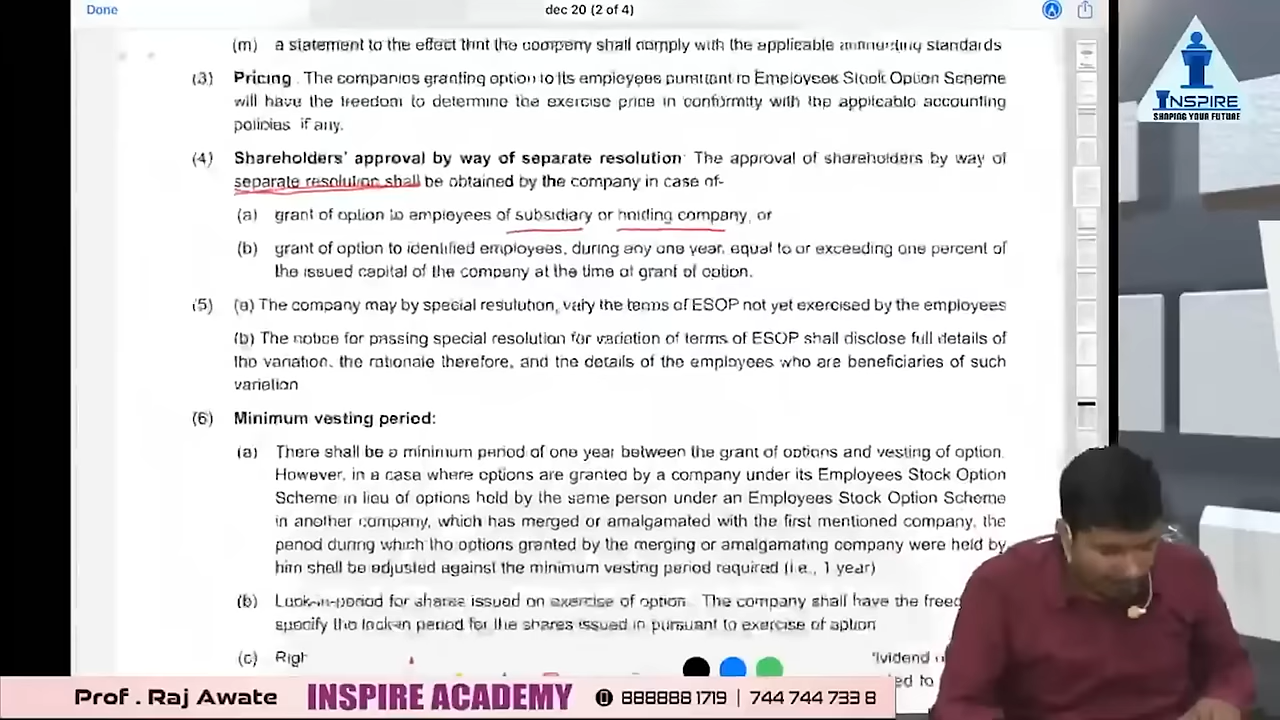 Done
dec 20 (2 of 4)
(m) a statement to the effect that the company shall comply with the applicable accounting standards
(3) Pricing The companies granting option to its employees pursuant to Employees Stock Option Scheme
will have the freedom to determine the exercise price in conformity with the applicable accounting
policies if any.
(4) Shareholders' approval by way of separate resolution The approval of shareholders by way of
separate resolution shall be obtained by the company in case of-
(a) grant of option to employees of subsidiary or holding company, or
(b) grant of option to identified employees, during any one year, equal to or exceeding one percent of
the issued capital of the company at the time of grant of option.
(5) (a) The company may by special resolution, vary the terms of ESOP not yet exercised by the employees
(b) The notice for passing special resolution for variation of terms of ESOP shall disclose full details of
the variation, the rationale therefore, and the details of the employees who are beneficiaries of such
variation
(6) Minimum vesting period:
(a) There shall be a minimum period of one year between the grant of options and vesting of option.
However, in a case where options are granted by a company under its Employees Stock Option
Scheme in lieu of options held by the same person under an Employees Stock Option Scheme
in another company, which has merged or amalgamated with the first mentioned company, the
period during which the options granted by the merging or amalgamating company were held by
him shall be adjusted against the minimum vesting period required (i.e., 1 year)
(b) Lock-in-period for shares issued on exercise of option The company shall have the
specify the lock-in period for the shares issued in pursuant to exercise of option
(c)
INSPIRE
SHAPING YOUR FUTURE
Prof . Raj Awate INSPIRE ACADEMY 888888 1719 | 744 744 733 8